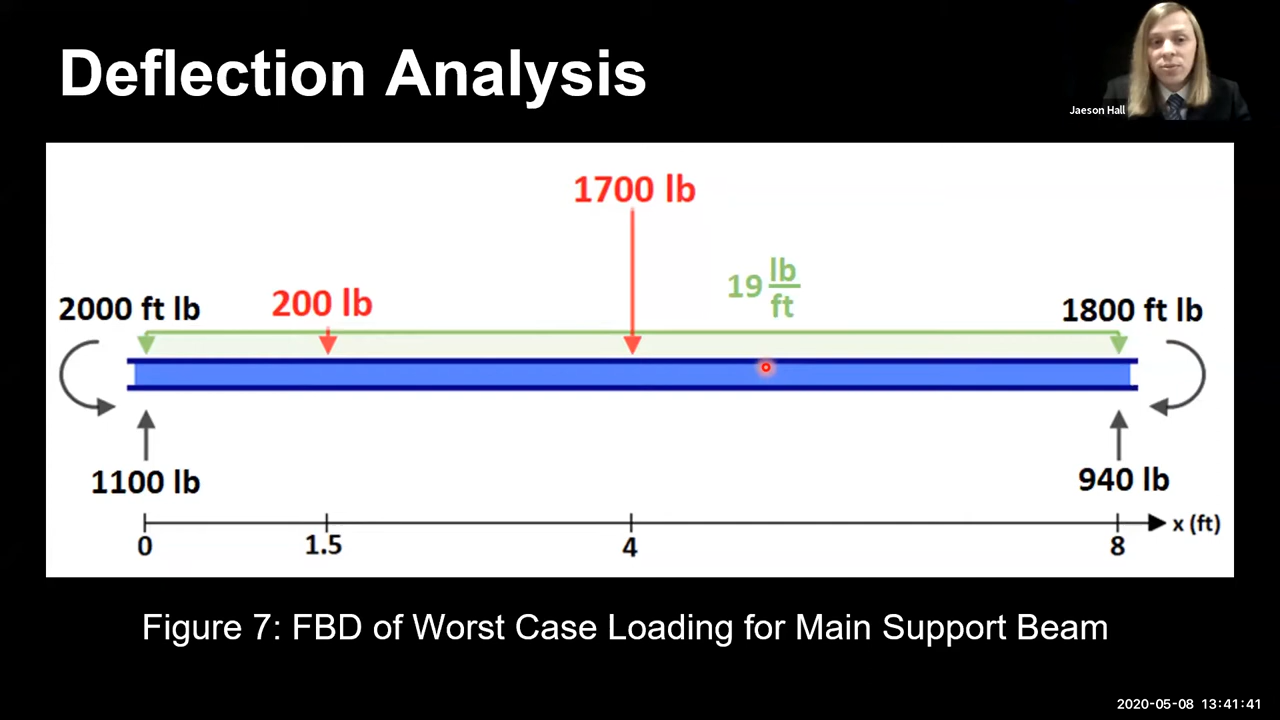 Deflection Analysis
Jaeson Hall
1700 lb
19 lb
ft
2000 ft lb
200 lb
1800 ft lb
1100 lb
940 lb
x (ft)
0
1.5
4
8
Figure 7: FBD of Worst Case Loading for Main Support Beam
2020-05-08 13:41:41